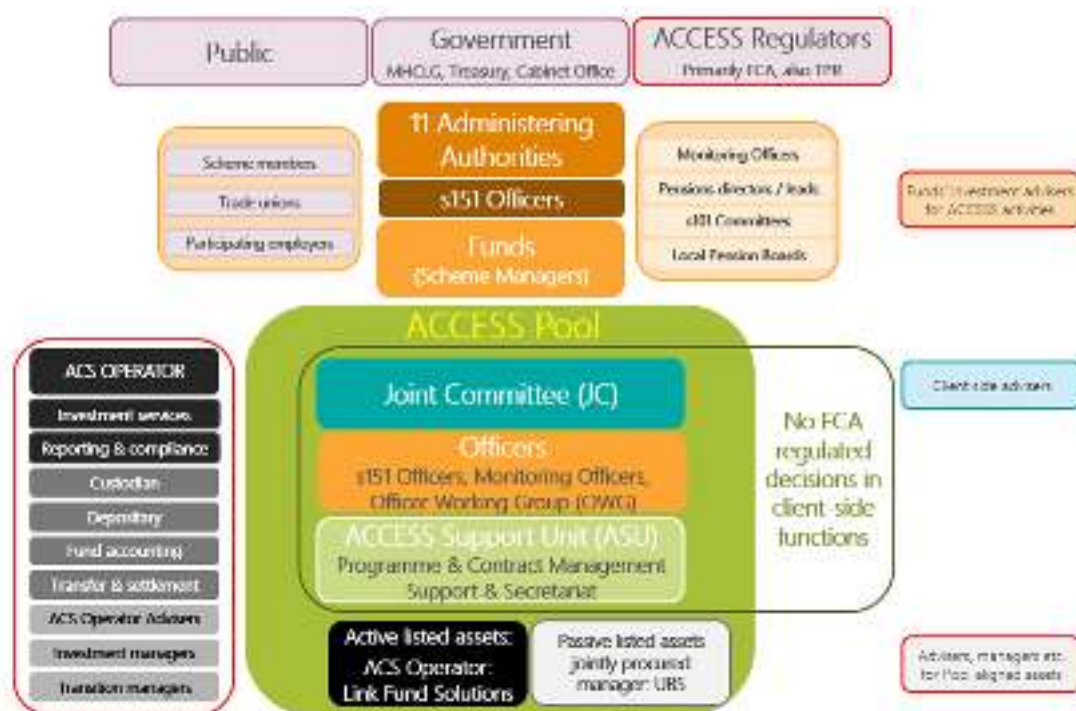 Public
Government
MHCLG, Treasury, Cabinet Office
ACCESS Regulators
Primarily FCA, also TPR
11 Administering
Authorities
s151 Officers
Funds
(Scheme Managers)
Scheme members
Trade unions
Participating employers
Monitoring Officers
Pensions directors / leads
s101 Committees
Local Pension Boards
Funds' investment advisers
for ACCESS activities
ACCESS Pool
ACS OPERATOR
Investment services
Reporting & compliance
Custodian
Depositary
Fund accounting
Transfer & settlement
ACS Operator Advisers
Investment managers
Transition managers
Joint Committee (JC)
Officers
s151 Officers, Monitoring Officers,
Officer Working Group (OWG)
ACCESS Support Unit (ASU)
Programme & Contract Management
Support & Secretariat
No FCA
regulated
decisions in
client-side
functions
Client side advisers
Active listed assets:
ACS Operator:
Link Fund Solutions
Passive listed assets
jointly procured
manager: UBS
Advisers, managers etc.
for Pool aligned assets